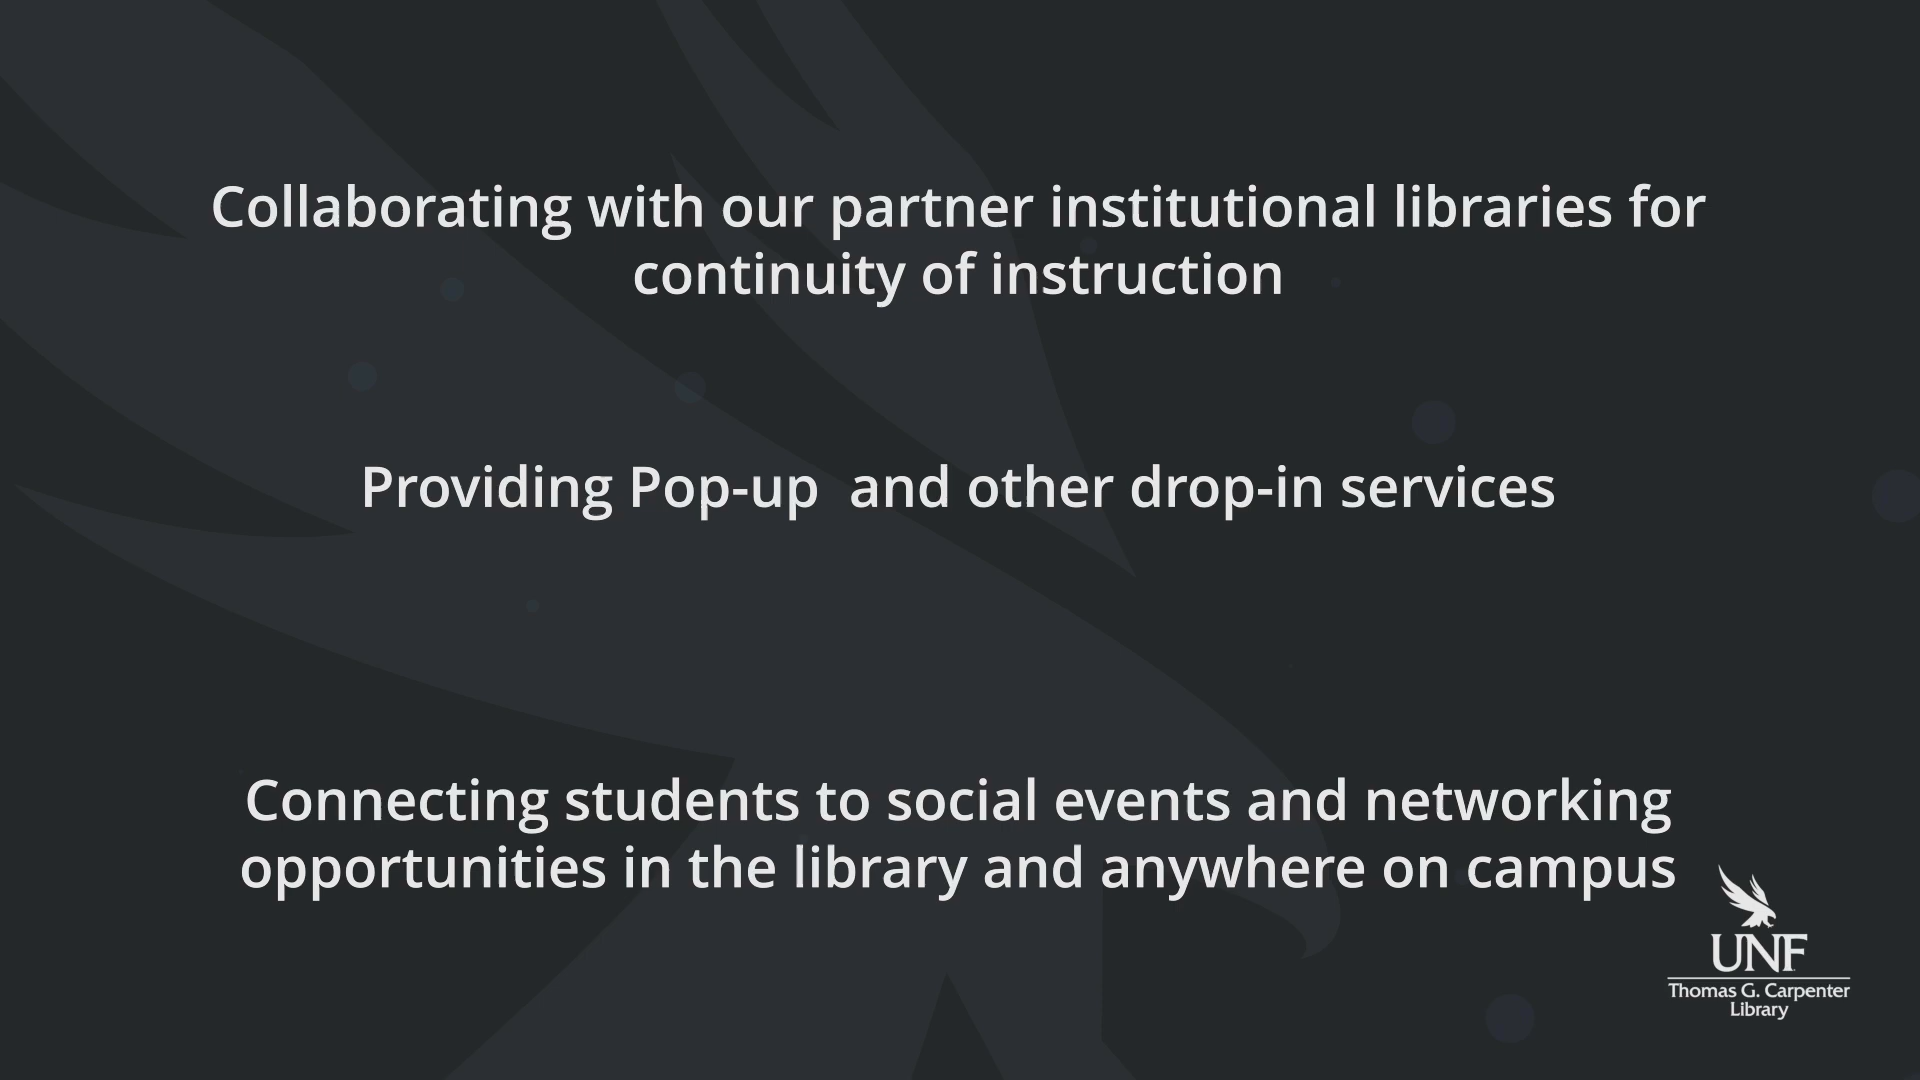 Collaborating with our partner institutional libraries for
continuity of instruction
Providing Pop-up  and other drop-in services
Connecting students to social events and networking
opportunities in the library and anywhere on campus
UNF
Thomas G. Carpenter
Library